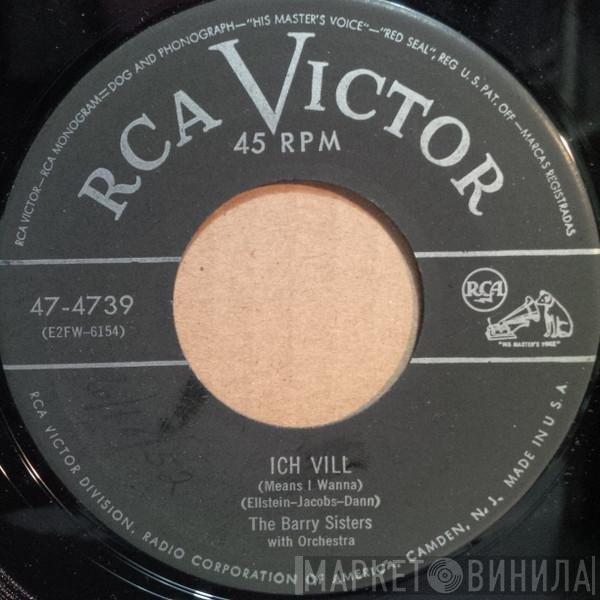 RCA VICTOR—RCA MONOGRAM—DOG AND PHONOGRAPH—"HIS MASTER'S VOICE"—"RED SEAL", REG U.S. PAT. OFF—MARCAS REGISTRADAS
RCA VICTOR
45 RPM
47-4739
(E2FW-6154)
RCA
"HIS MASTER'S VOICE"
ICH VILL
(Means I Wanna)
(Ellstein-Jacobs-Dann)
The Barry Sisters
with Orchestra
RCA VICTOR DIVISION, RADIO CORPORATION OF AMERICA, CAMDEN, N. J. MADE IN U.S.A.
МАРКЕТ ВИНИЛА